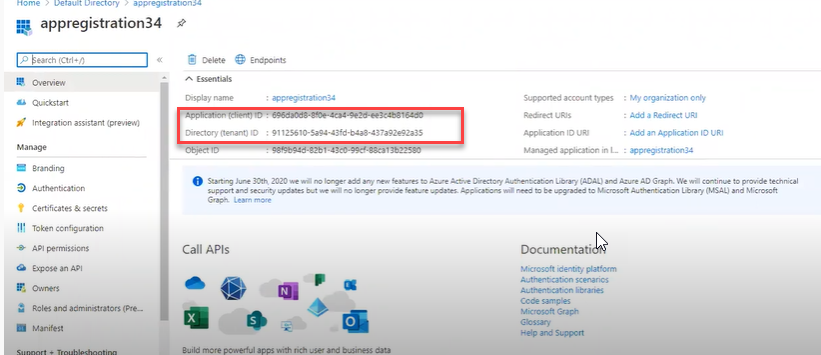 Home > Default Directory > appregistration34
appregistration34
Search (Ctrl+/)
«
Overview
Quickstart
Integration assistant (preview)
Manage
Branding
Authentication
Certificates & secrets
Token configuration
API permissions
Expose an API
Owners
Roles and administrators (Pre...
Manifest
Support + Troubleshooting
Delete Endpoints
Essentials
Display name : appregistration34
Application (client) ID : 696da0d8-8f0e-4ca4-9e2d-ee3c4b8164d0
Directory (tenant) ID : 91125610-5a94-43fd-b4a8-437a92e92a35
Object ID : 98f9b94d-82b1-43c0-99cf-88ca13b22580
Supported account types : My organization only
Redirect URIs : Add a Redirect URI
Application ID URI : Add an Application ID URI
Managed application in l... : appregistration34
Starting June 30th, 2020 we will no longer add any new features to Azure Active Directory Authentication Library (ADAL) and Azure AD Graph. We will continue to provide technical
support and security updates but we will no longer provide feature updates. Applications will need to be upgraded to Microsoft Authentication Library (MSAL) and Microsoft
Graph. Learn more
Call APIs
Build more powerful apps with rich user and business data
Documentation
Microsoft identity platform
Authentication scenarios
Authentication libraries
Code samples
Microsoft Graph
Glossary
Help and Support